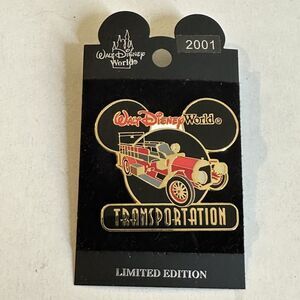 Walt Disney World®
2001
Walt Disney World®
TRANSPORTATION
LIMITED EDITION